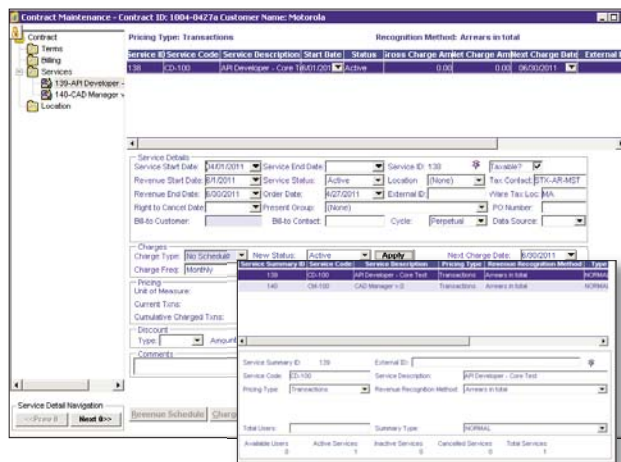 Contract Maintenance - Contract ID: 1004-0427a Customer Name: Motorola
Contract
Terms
Billing
Services
139-API Developer -
140-CAD Manager v
Location
Pricing Type: Transactions
Recognition Method: Arrears in total
Service ID Service Code Service Description Start Date Status Gross Charge Am Net Charge Am Next Charge Date External
138 CD-100 API Developer - Core T 6/01/201 Active 0.00 0.00 06/30/2011
Service Details
Service Start Date: 04/01/2011 Service End Date: Service ID: 138 Taxable?
Revenue Start Date: 6/1/2011 Service Status: Active Location (None) Tax Contact: STX-AR-MST
Revenue End Date: 6/30/2011 Order Date: 4/27/2011 External ID: Ware Tax Loc: MA
Right to Cancel Date: Present Group: (None) PO Number:
Bill-to Customer: Bill-to Contact: Cycle: Perpetual Data Source:
Charges
Charge Type: No Schedule New Status: Active Apply Next Charge Date: 6/30/2011
Charge Freq: Monthly
Pricing
Unit of Measure:
Current Txns:
Cumulative Charged Txns:
Discount
Type: Amount
Comments
Service Detail Navigation
<<Prev 0 Next 0>>
Revenue Schedule Charge
Service Summary ID Service Code Service Description Pricing Type Revenue Recognition Method Type
139 CD-100 API Developer - Core Test Transactions Arrears in total NORMAL
140 CM-100 CAD Manager v.0 Transactions Arrears in total NORMAL
Service Summary ID: 139 External ID:
Service Code: CD-100 Service Description: API Developer - Core Test
Pricing Type: Transactions Revenue Recognition Method: Arrears in total
Total Users: Summary Type: NORMAL
Available Users Active Services Inactive Services Cancelled Services Total Services
0 1 0 0 1